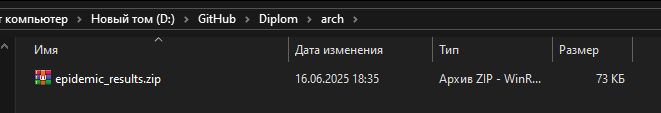 т компьютер > Новый том (D:) > GitHub > Diplom > arch >
Имя Дата изменения Тип Размер
epidemic_results.zip 16.06.2025 18:35 Архив ZIP - WinR... 73 КБ